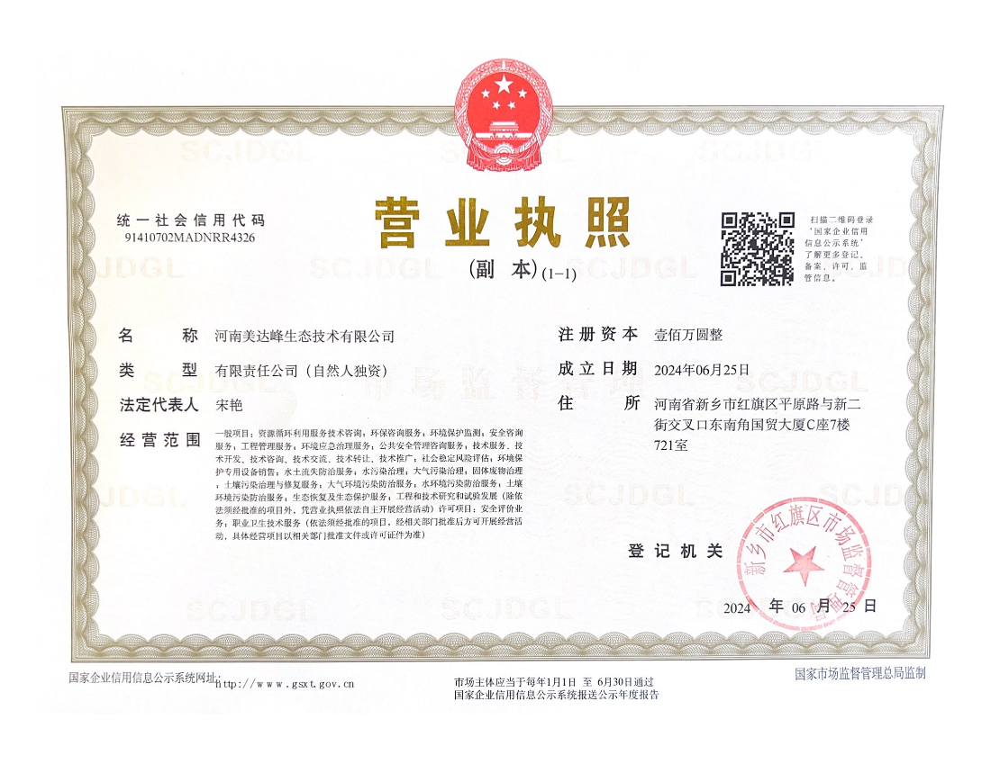 统一社会信用代码
91410702MADNRR4326
营业执照
(副 本)(1-1)
扫描二维码登录
‘国家企业信用
信息公示系统’
了解更多登记、
备案、许可、监
管信息。
名 称 河南美达峰生态技术有限公司
类 型 有限责任公司（自然人独资）
法定代表人 宋艳
经营范围 一般项目：资源循环利用服务技术咨询；环保咨询服务；环境保护监测；安全咨询
服务；工程管理服务；环境应急治理服务；公共安全管理咨询服务；技术服务、技
术开发、技术咨询、技术交流、技术转让、技术推广；社会稳定风险评估；环境保
护专用设备销售；水土流失防治服务；水污染治理；大气污染治理；固体废物治理
；土壤污染治理与修复服务；大气环境污染防治服务；水环境污染防治服务；土壤
环境污染防治服务；生态恢复及生态保护服务；工程和技术研究和试验发展（除依
法须经批准的项目外，凭营业执照依法自主开展经营活动）许可项目：安全评价业
务；职业卫生技术服务（依法须经批准的项目，经相关部门批准后方可开展经营活
动，具体经营项目以相关部门批准文件或许可证件为准）
注册资本 壹佰万圆整
成立日期 2024年06月25日
住 所 河南省新乡市红旗区平原路与新二
街交叉口东南角国贸大厦C座7楼
721室
登记机关
新乡市红旗区市场监督管理局
2024 年 06 月 25 日
国家企业信用信息公示系统网址：http://www.gsxt.gov.cn
市场主体应当于每年1月1日 至 6月30日通过
国家企业信用信息公示系统报送公示年度报告
国家市场监督管理总局监制
SCJDGL
市场监督管理